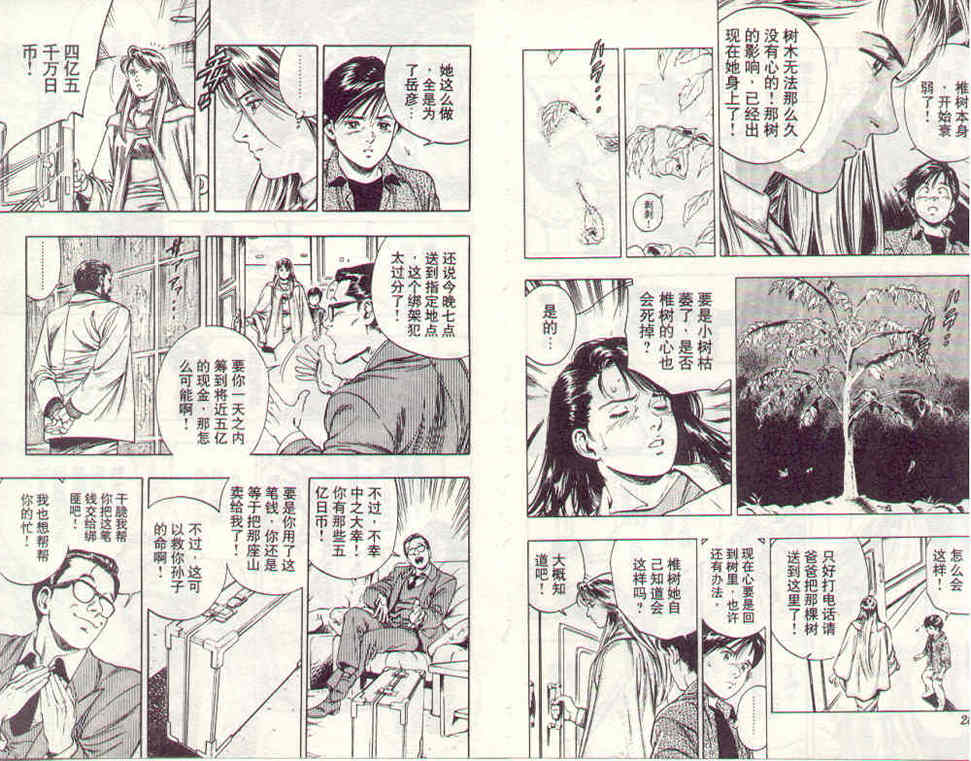 椎树本身
，开始衰
弱了！
树木无法那么久
没有心的！那树
的影响，已经出
现在她身上了！
刹刹！
要是小树枯
萎了，是否
椎树的心也
会死掉？
是的…
怎么会
这样！
只好打电话请
爸爸把那棵树
送到这里了！
现在心要是回
到树里，也许
还有办法。
椎树她自
己知道会
这样吗？
大概知
道吧！
她这么做
，全是为
了岳彦…
……
四亿五
千万日
币！
还说今晚七点
送到指定地点
，这个绑架犯
太过分了！
要你一天之内
筹到将近五亿
的现金，那怎
么可能啊！
……
不过，不幸
中之大幸！
你有那些五
亿日币！
要是你用了这
笔钱，你还是
等于把那座山
卖给我了！
不过，这可
以救你孙子
的命啊！
干脆我帮
你把这笔
钱交给绑
匪吧！
我也想帮帮
你的忙！